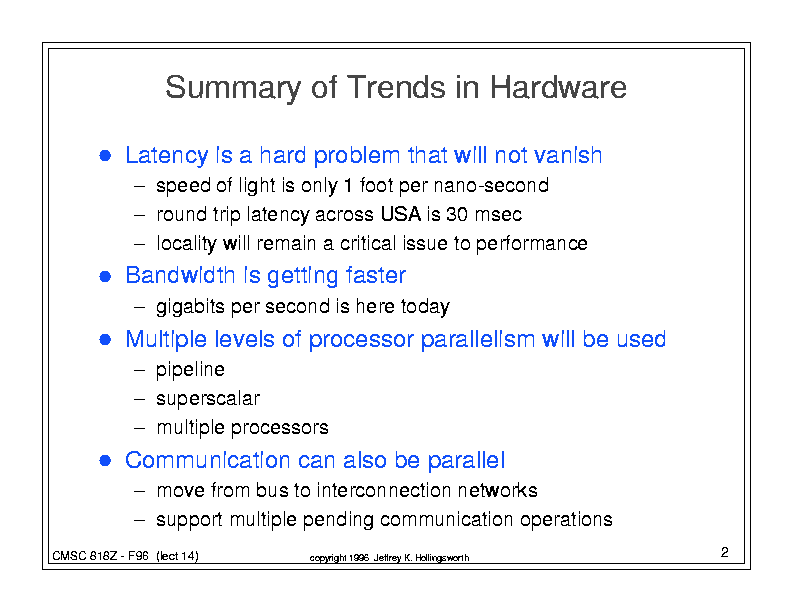 Summary of Trends in Hardware
● Latency is a hard problem that will not vanish
– speed of light is only 1 foot per nano-second
– round trip latency across USA is 30 msec
– locality will remain a critical issue to performance
● Bandwidth is getting faster
– gigabits per second is here today
● Multiple levels of processor parallelism will be used
– pipeline
– superscalar
– multiple processors
● Communication can also be parallel
– move from bus to interconnection networks
– support multiple pending communication operations
CMSC 818Z - F96 (lect 14)
copyright 1996 Jeffrey K. Hollingsworth
2